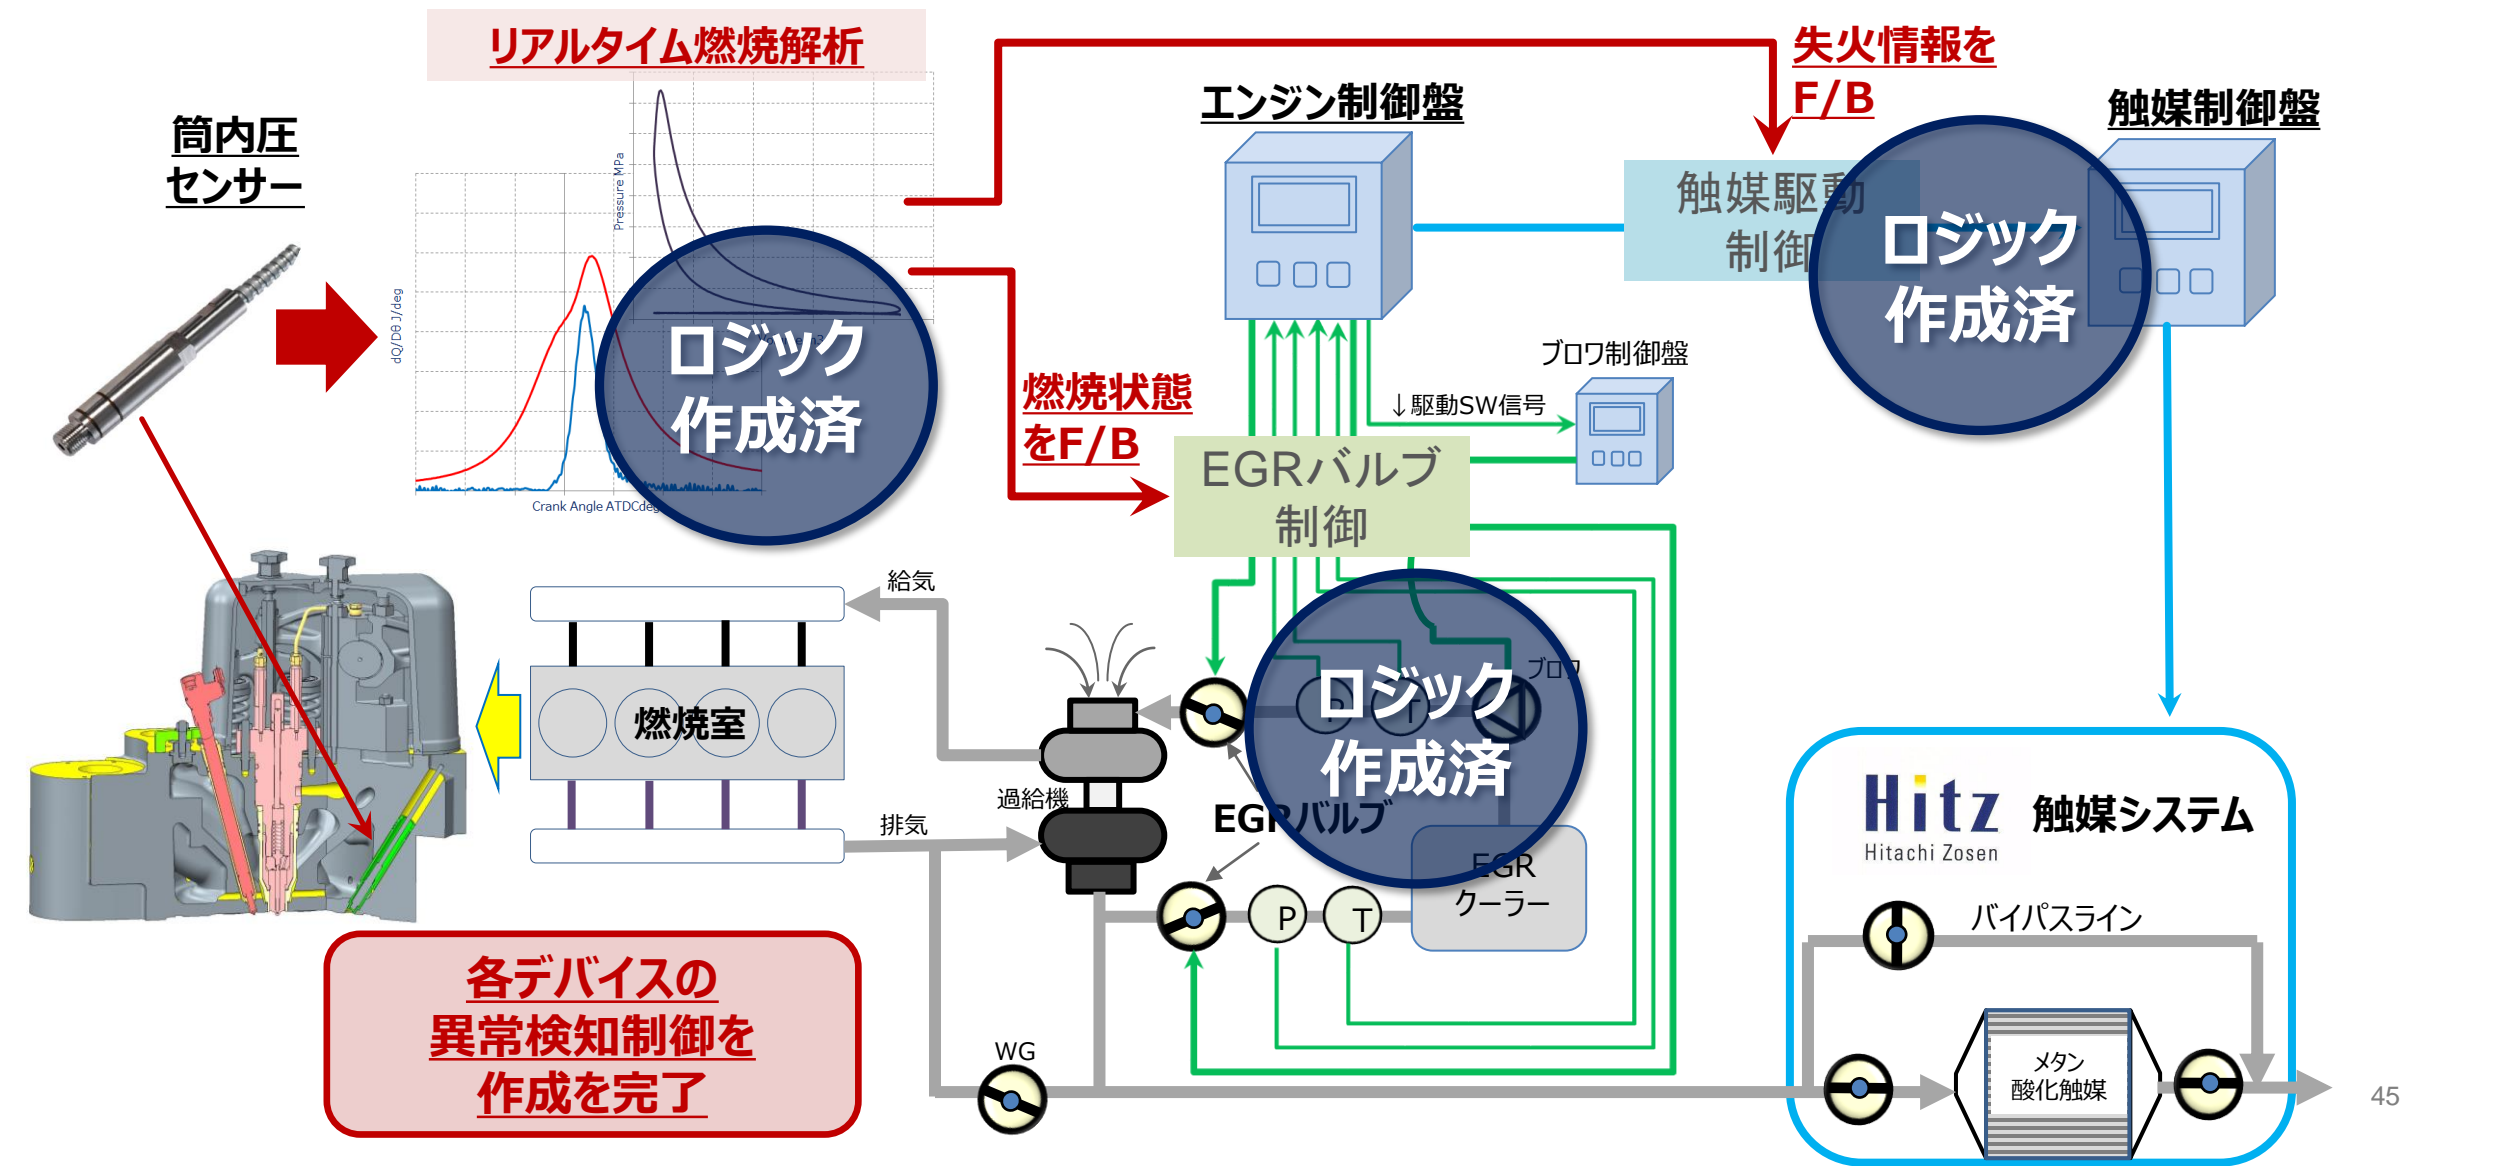 リアルタイム燃焼解析
失火情報を
F/B
エンジン制御盤
触媒制御盤
筒内圧
センサー
Pressure MPa
触媒駆動
制御
ロジック
作成済
dQ/Dθ J/deg
ロジック
作成済
Crank Angle ATDCdeg
燃焼状態
をF/B
ブロワ制御盤
↓駆動SW信号
EGRバルブ
制御
給気
燃焼室
排気
過給機
ブロワ
P
T
ロジック
作成済
EGRバルブ
EGR
クーラー
P
T
Hitz
Hitachi Zosen
触媒システム
バイパスライン
各デバイスの
異常検知制御を
作成を完了
WG
メタン
酸化触媒
45